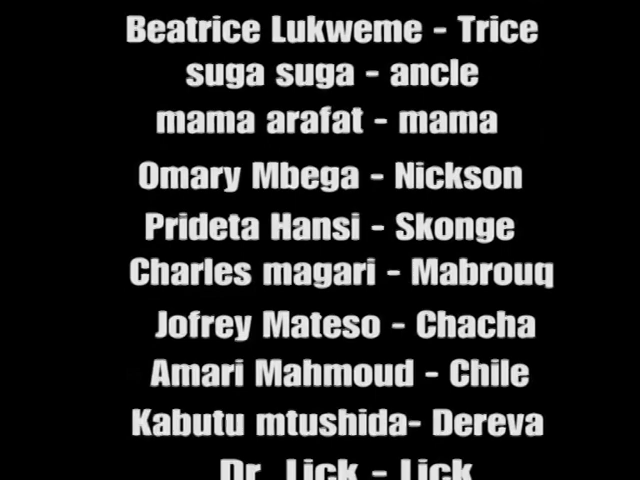 Beatrice Lukweme - Trice
suga suga - ancle
mama arafat - mama
Omary Mbega - Nickson
Prideta Hansi - Skonge
Charles magari - Mabrouq
Jofrey Mateso - Chacha
Amari Mahmoud - Chile
Kabutu mtushida- Dereva
Dr Lick - Lick